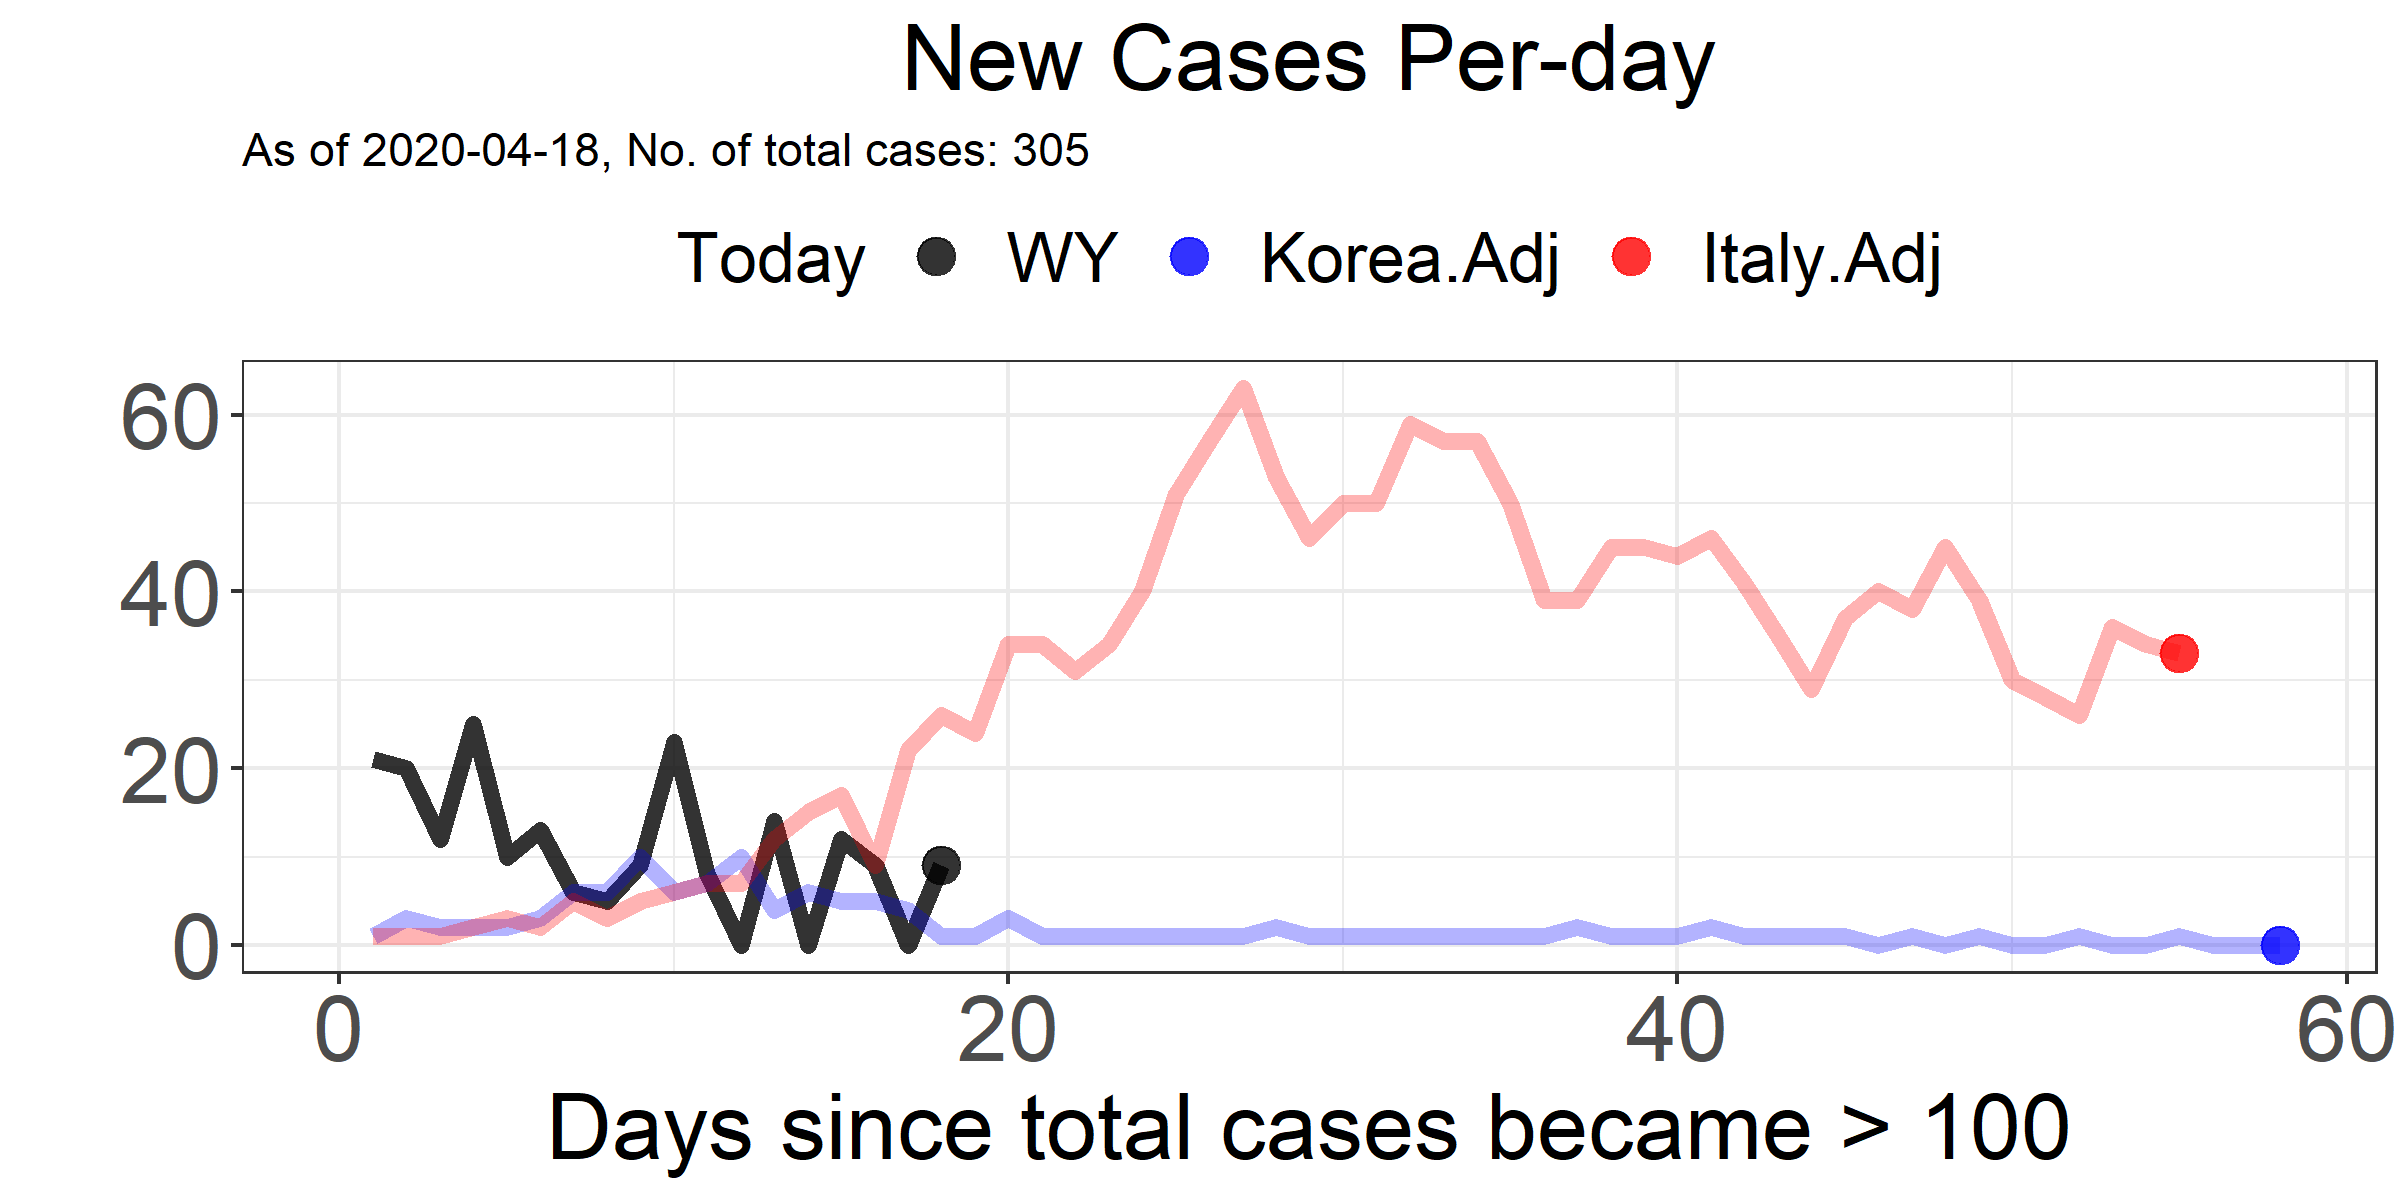 New Cases Per-day
As of 2020-04-18, No. of total cases: 305
Today WY Korea.Adj Italy.Adj
60
40
20
0
0 20 40 60
Days since total cases became > 100